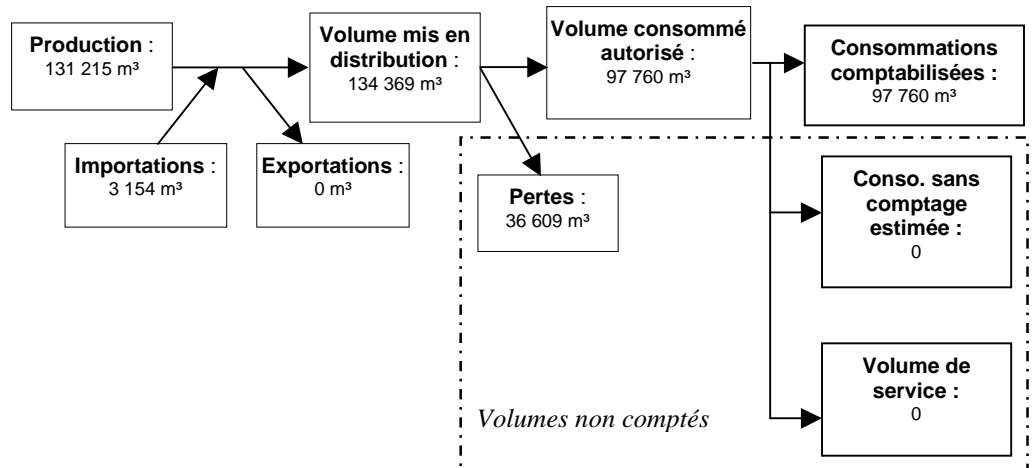 Production :
131 215 m³
Volume mis en
distribution :
134 369 m³
Volume consommé
autorisé :
97 760 m³
Consommations
comptabilisées :
97 760 m³
Importations :
3 154 m³
Exportations :
0 m³
Pertes :
36 609 m³
Conso. sans
comptage
estimée :
0
Volume de
service :
0
Volumes non comptés